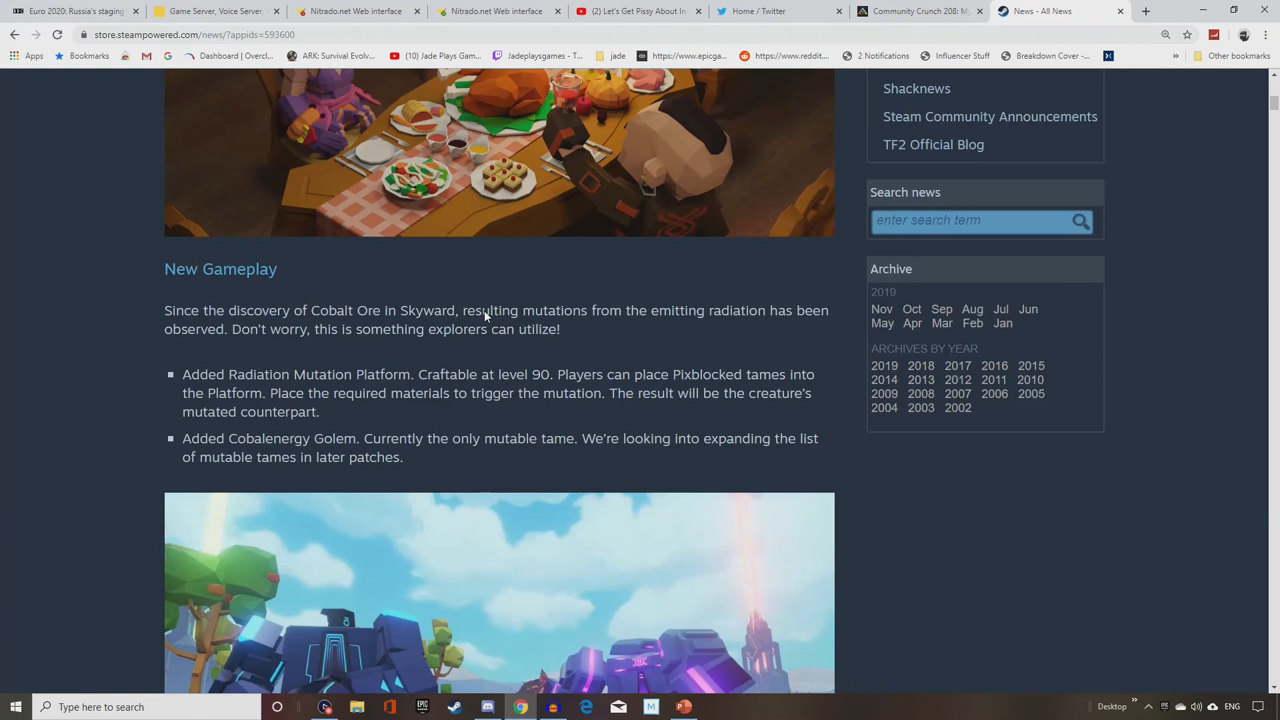 Euro 2020: Russia's staging
Game Server, Voice Server,
Nitrado.net Web interface
Nitrado.net Web interface
(2) Let's Get Pissy About In
Home / Twitter
Community Crunch 208: M
News - All News
store.steampowered.com/news/?appids=593600
Apps
Bookmarks
Dashboard | Overcl...
ARK: Survival Evolv...
(10) Jade Plays Gam...
Jadeplaysgames - T...
jade
https://www.epicga...
https://www.reddit...
2 Notifications
Influencer Stuff
Breakdown Cover -...
»
Other bookmarks
Shacknews
Steam Community Announcements
TF2 Official Blog
Search news
enter search term
Archive
2019
Nov Oct Sep Aug Jul Jun
May Apr Mar Feb Jan
ARCHIVES BY YEAR
2019 2018 2017 2016 2015
2014 2013 2012 2011 2010
2009 2008 2007 2006 2005
2004 2003 2002
New Gameplay
Since the discovery of Cobalt Ore in Skyward, resulting mutations from the emitting radiation has been
observed. Don't worry, this is something explorers can utilize!
Added Radiation Mutation Platform. Craftable at level 90. Players can place Pixblocked tames into
the Platform. Place the required materials to trigger the mutation. The result will be the creature's
mutated counterpart.
Added Cobalenergy Golem. Currently the only mutable tame. We're looking into expanding the list
of mutable tames in later patches.
Type here to search
Desktop
ENG